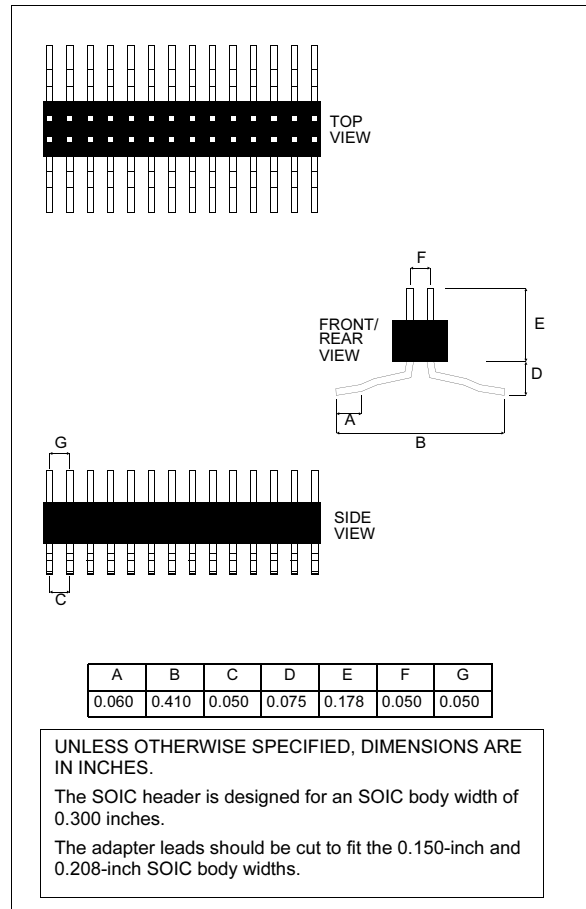 TOP
VIEW
F
FRONT/
REAR
VIEW
E
D
A
B
G
SIDE
VIEW
C
A B C D E F G
0.060 0.410 0.050 0.075 0.178 0.050 0.050
UNLESS OTHERWISE SPECIFIED, DIMENSIONS ARE
IN INCHES.
The SOIC header is designed for an SOIC body width of
0.300 inches.
The adapter leads should be cut to fit the 0.150-inch and
0.208-inch SOIC body widths.